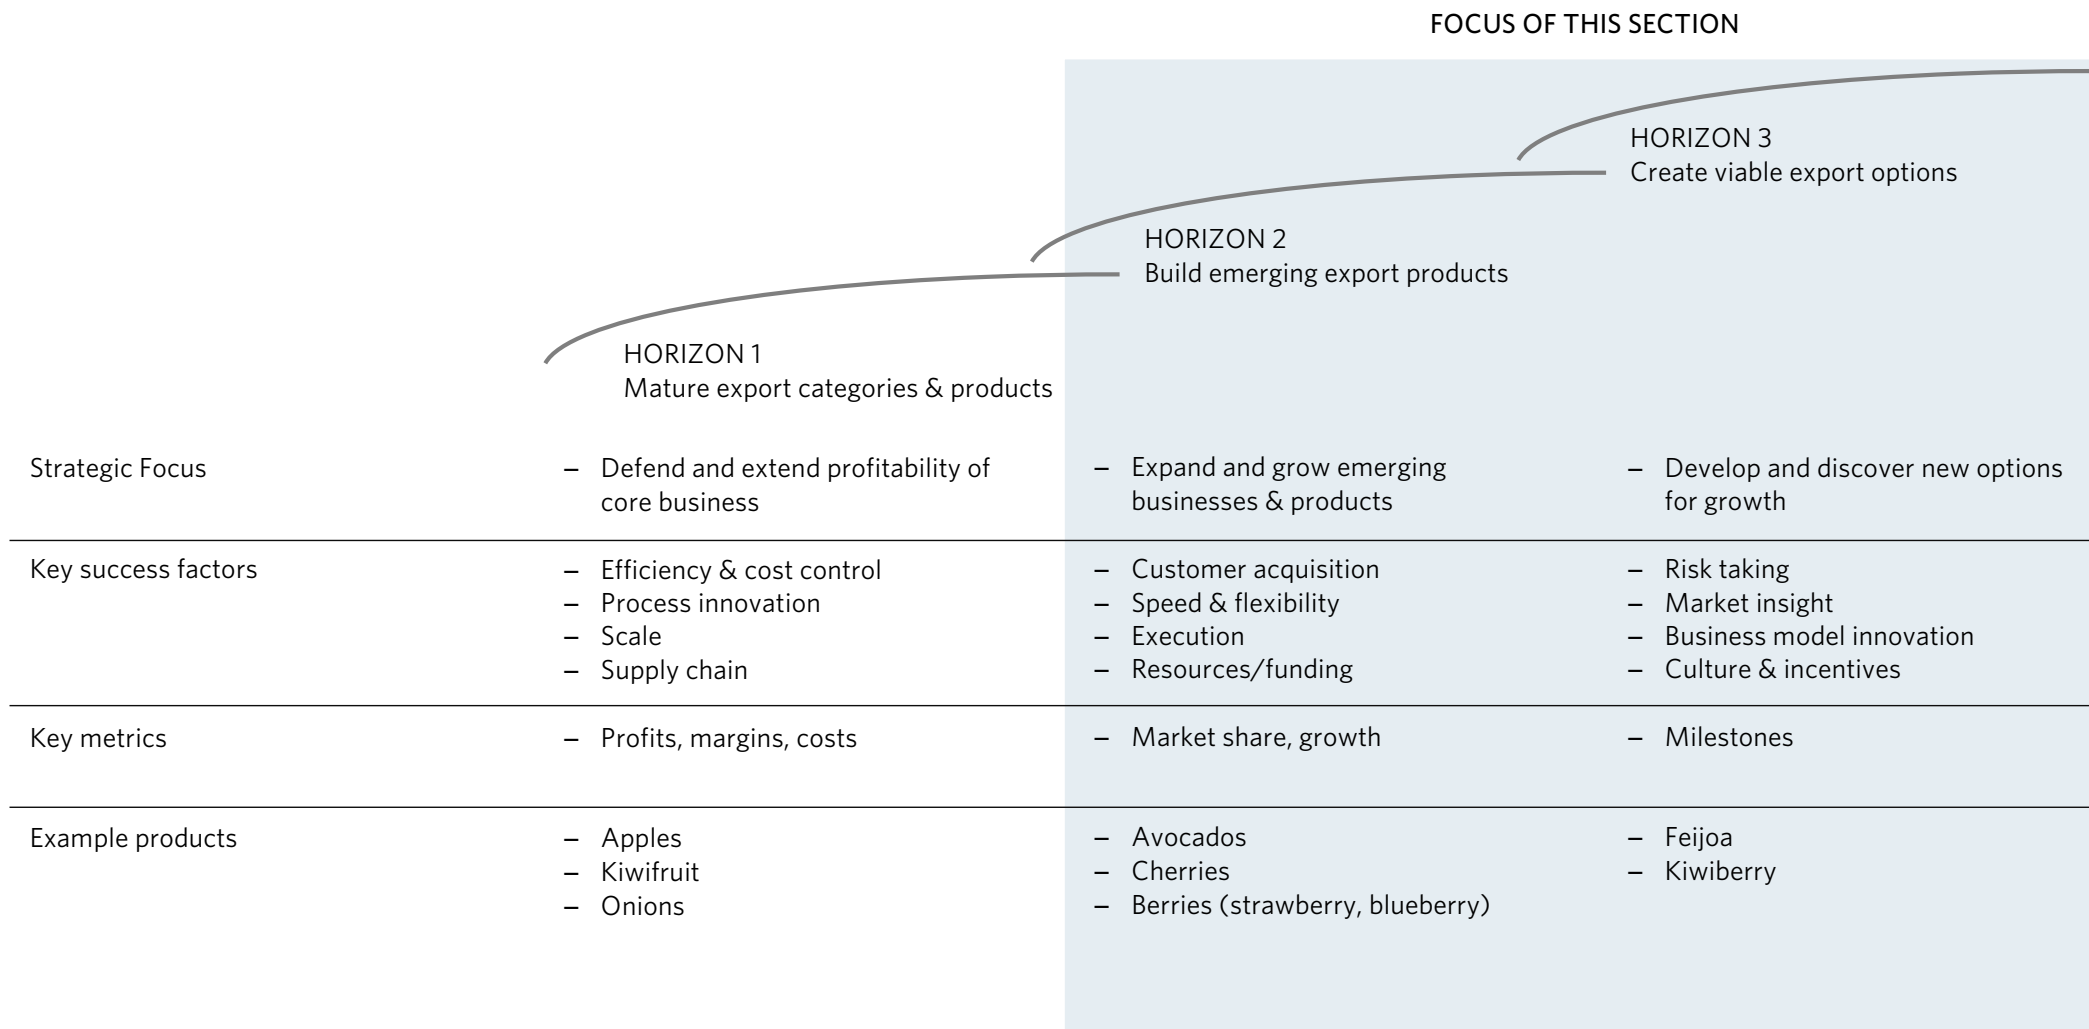 FOCUS OF THIS SECTION
HORIZON 3
Create viable export options
HORIZON 2
Build emerging export products
HORIZON 1
Mature export categories & products
Strategic Focus
– Defend and extend profitability of
core business
– Expand and grow emerging
businesses & products
– Develop and discover new options
for growth
Key success factors
– Efficiency & cost control
– Process innovation
– Scale
– Supply chain
– Customer acquisition
– Speed & flexibility
– Execution
– Resources/funding
– Risk taking
– Market insight
– Business model innovation
– Culture & incentives
Key metrics
– Profits, margins, costs
– Market share, growth
– Milestones
Example products
– Apples
– Kiwifruit
– Onions
– Avocados
– Cherries
– Berries (strawberry, blueberry)
– Feijoa
– Kiwiberry